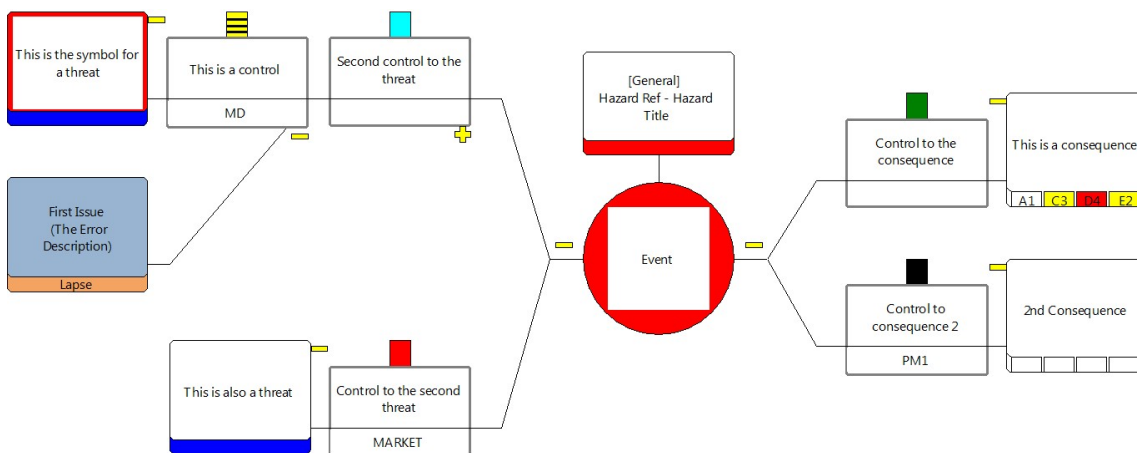 This is the symbol for
a threat
This is a control
MD
Second control to the
threat
[General]
Hazard Ref - Hazard
Title
Control to the
consequence
This is a consequence
A1
C3
D4
E2
First Issue
(The Error
Description)
Lapse
Event
Control to
consequence 2
PM1
2nd Consequence
This is also a threat
Control to the second
threat
MARKET